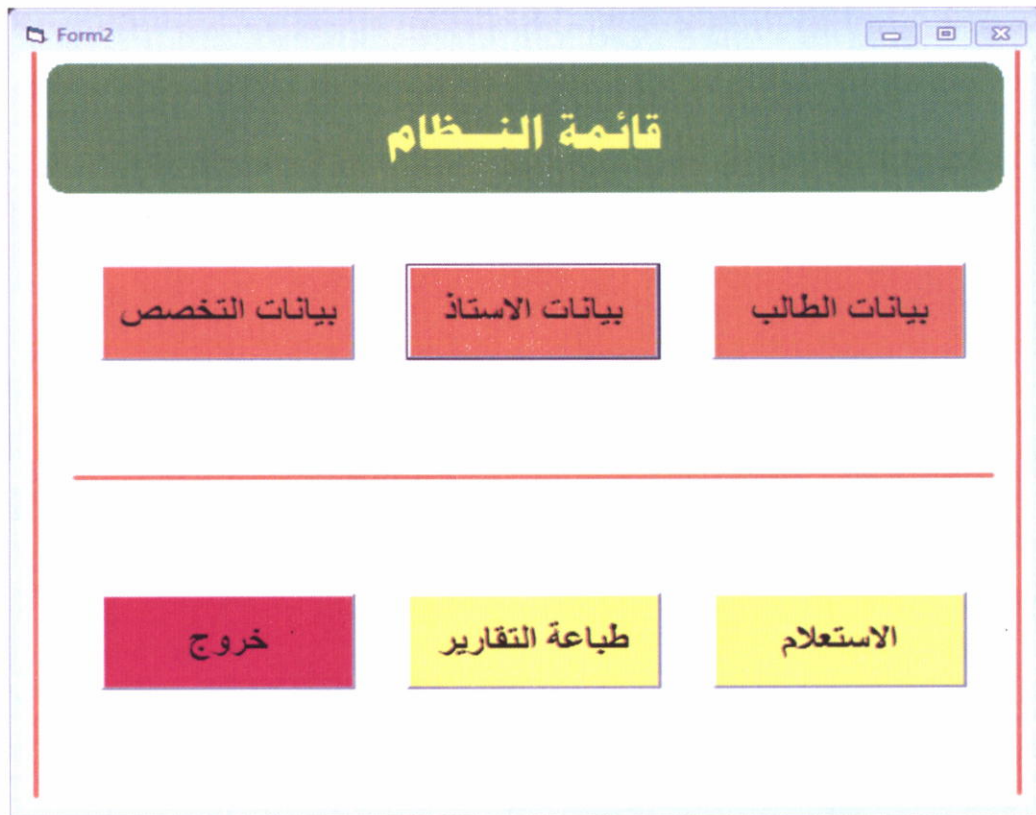 Form2
قائمة النـــظام
بيانات الطالب
بيانات الاستاذ
بيانات التخصص
الاستعلام
طباعة التقارير
خروج